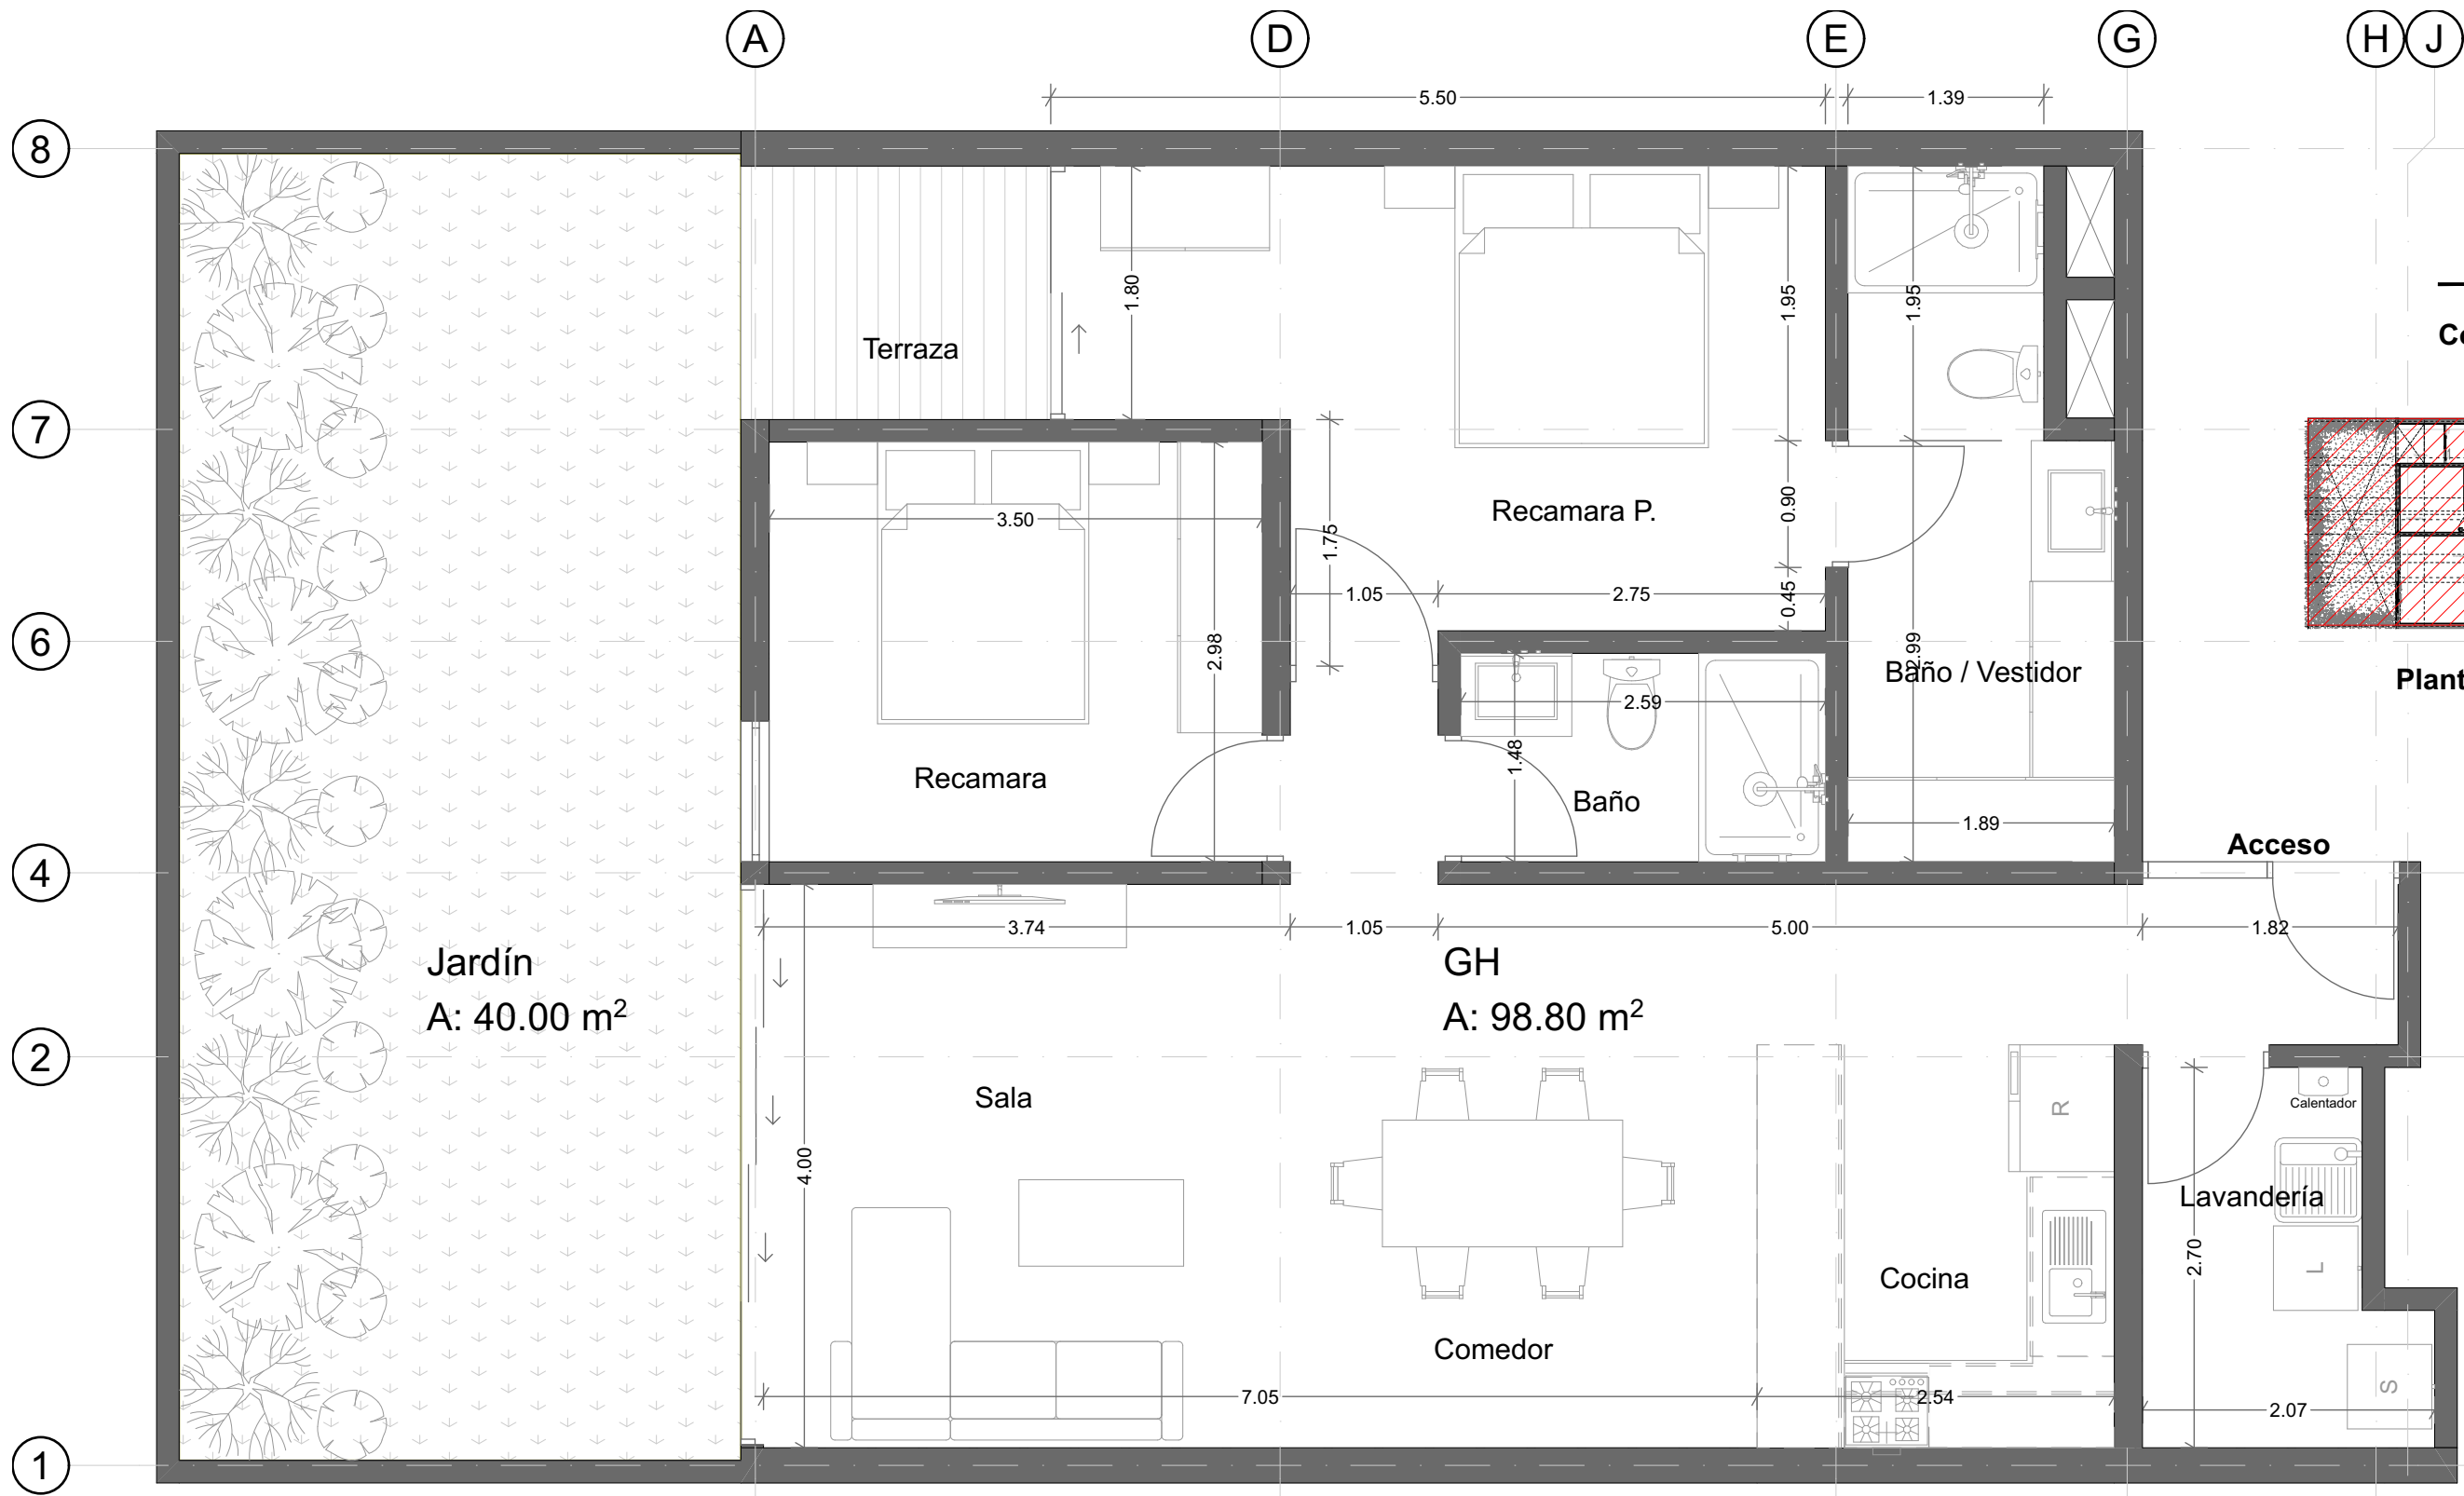 A D E G H J
5.50 1.39
8
1.80
1.95
1.95
Terraza
Co
7
3.50
1.75
Recamara P.
0.90
1.05 2.75
0.45
6
2.98
2.99
Baño / Vestidor
Plant
2.59
1.48
Recamara
Baño
1.89
Acceso
4
3.74 1.05 5.00 1.82
Jardín
A: 40.00 m²
GH
A: 98.80 m²
2
Sala
R
Calentador
4.00
Lavandería
2.70
L
Cocina
Comedor
S
7.05 2.54
2.07
1